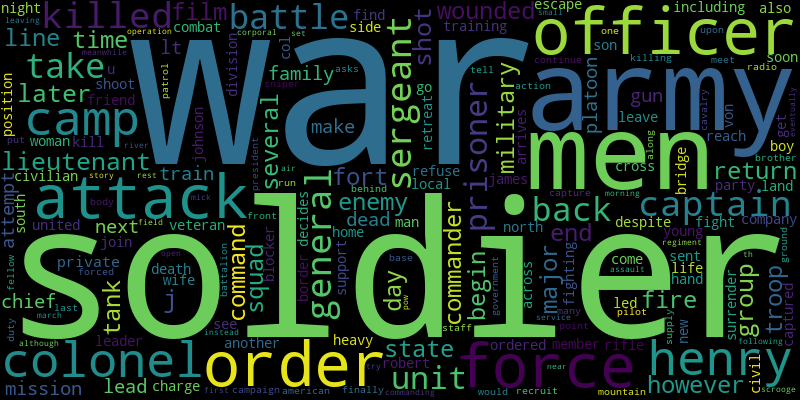 war
soldier
army
men
officer
attack
force
order
colonel
camp
henry
captain
general
sergeant
battle
killed
film
wounded
take
later
line
time
lt
combat
col
side
find
training
escape
including
also
night
leaving
operation
corporal
set
meanwhile
patrol
division
shot
u
shoot
friend
family
several
make
go
retreat
prisoner
military
gun
platoon
son
soon
small
one
upon
killing
continue
meet
radio
tell
action
asks
sniper
position
put
woman
kill
johnson
river
president
air
story
rest
run
behind
lieutenant
civilian
train
fort
refuse
local
james
arrives
leave
von
reach
get
boy
cavalry
eventually
along
bridge
cross
brother
return
party
land
capture
morning
body
mick
attempt
south
united
next
veteran
field
front
enemy
dead
man
home
decides
commander
north
back
despite
fight
company
young
regiment
join
private
forced
death
wife
open
command
squad
blocker
battalion
border
support
day
base
pow
government
begin
across
end
major
fighting
many
service
assault
come
life
sent
hand
group
troop
th
ground
captured
fellow
duty
chief
last
march
tank
j
see
instead
although
leader
another
heavy
state
staff
ordered
member
point
rifle
led
fire
pilot
new
supply
surrender
however
civil
following
mission
lead
charge
robert
try
unit
near
first
campaign
american
finally
commanding
would
recruit
mountain
scrooge